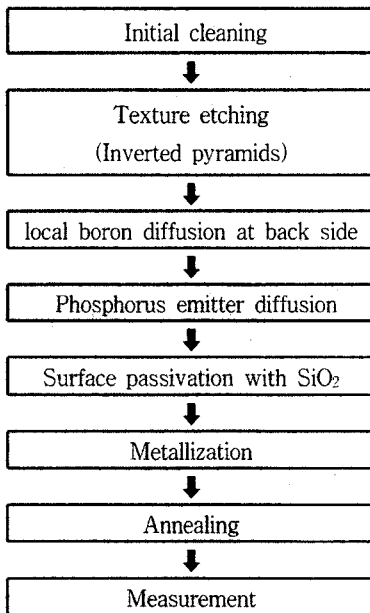 Initial cleaning
Texture etching
(Inverted pyramids)
local boron diffusion at back side
Phosphorus emitter diffusion
Surface passivation with SiO₂
Metallization
Annealing
Measurement